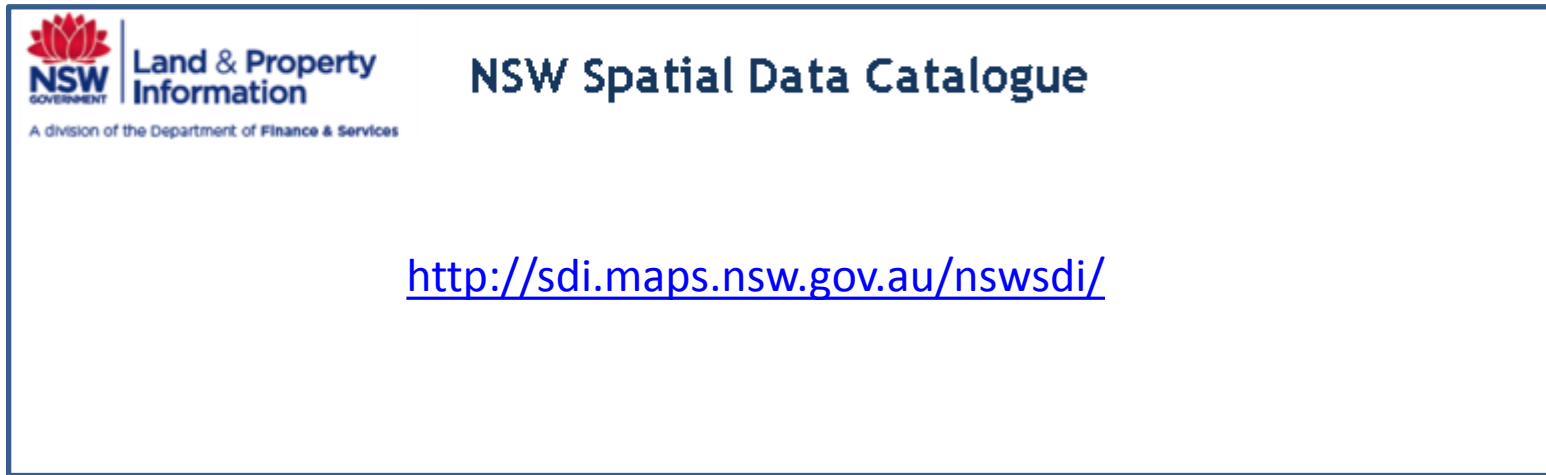 NSW
GOVERNMENT
Land & Property
Information
A division of the Department of Finance & Services
NSW Spatial Data Catalogue
http://sdi.maps.nsw.gov.au/nswsdi/